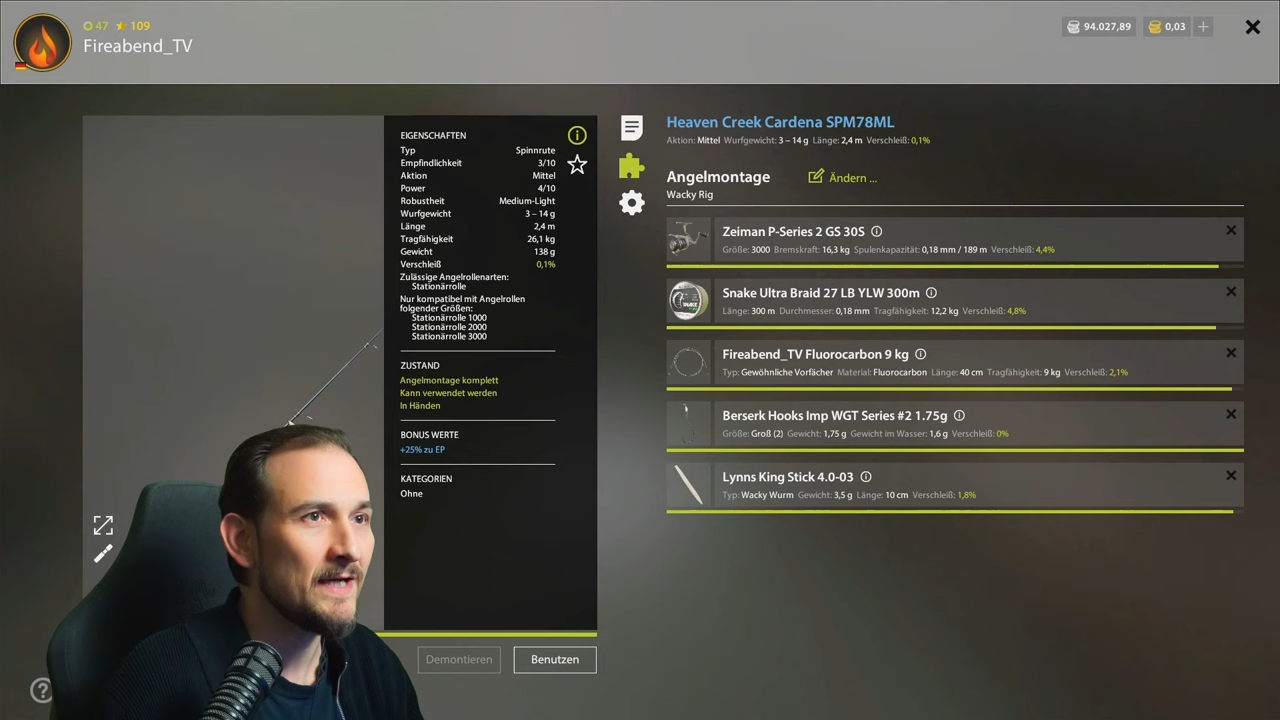 47 109
Fireabend_TV
94.027,89
0,03
EIGENSCHAFTEN
Typ Spinnrute
Empfindlichkeit 3/10
Aktion Mittel
Power 4/10
Robustheit Medium-Light
Wurfgewicht 3 – 14 g
Länge 2,4 m
Tragfähigkeit 26,1 kg
Gewicht 138 g
Verschleiß 0,1%
Zulässige Angelrollenarten:
Stationärrolle
Nur kompatibel mit Angelrollen
folgender Größen:
Stationärrolle 1000
Stationärrolle 2000
Stationärrolle 3000
ZUSTAND
Angelmontage komplett
Kann verwendet werden
In Händen
BONUS WERTE
+25% zu EP
KATEGORIEN
Ohne
Demontieren
Benutzen
Heaven Creek Cardena SPM78ML
Aktion: Mittel Wurfgewicht: 3 – 14 g Länge: 2,4 m Verschleiß: 0,1%
Angelmontage
Ändern ...
Wacky Rig
Zeiman P-Series 2 GS 30S
Größe: 3000 Bremskraft: 16,3 kg Spulenkapazität: 0,18 mm / 189 m Verschleiß: 4,4%
Snake Ultra Braid 27 LB YLW 300m
Länge: 300 m Durchmesser: 0,18 mm Tragfähigkeit: 12,2 kg Verschleiß: 4,8%
Fireabend_TV Fluorocarbon 9 kg
Typ: Gewöhnliche Vorfächer Material: Fluorocarbon Länge: 40 cm Tragfähigkeit: 9 kg Verschleiß: 2,1%
Berserk Hooks Imp WGT Series #2 1.75g
Größe: Groß (2) Gewicht: 1,75 g Gewicht im Wasser: 1,6 g Verschleiß: 0%
Lynns King Stick 4.0-03
Typ: Wacky Wurm Gewicht: 3,5 g Länge: 10 cm Verschleiß: 1,8%